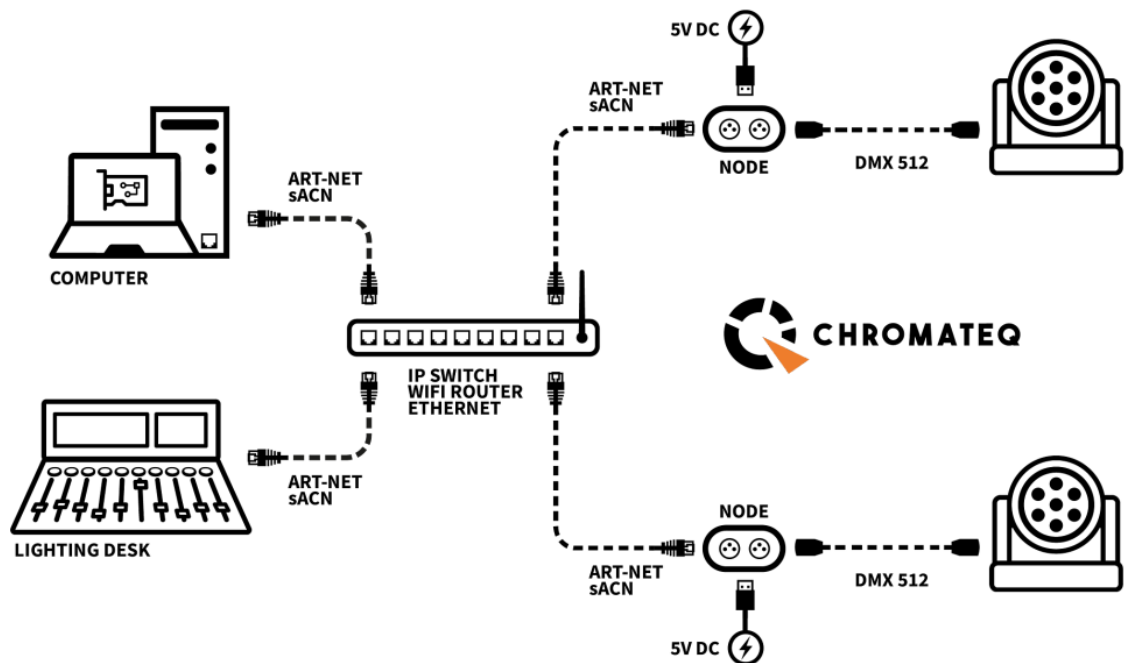 5V DC
ART-NET
sACN
NODE
DMX 512
ART-NET
sACN
COMPUTER
CHROMATEQ
IP SWITCH
WIFI ROUTER
ETHERNET
ART-NET
sACN
LIGHTING DESK
NODE
ART-NET
sACN
DMX 512
5V DC